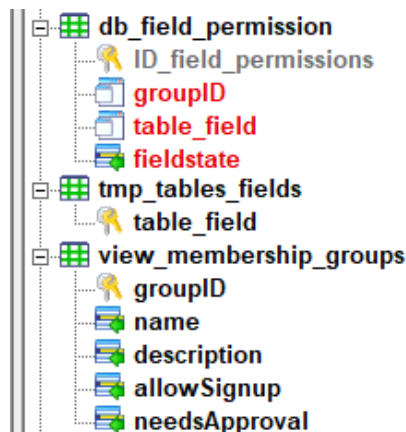 db_field_permission
ID_field_permissions
groupID
table_field
fieldstate
tmp_tables_fields
table_field
view_membership_groups
groupID
name
description
allowSignup
needsApproval